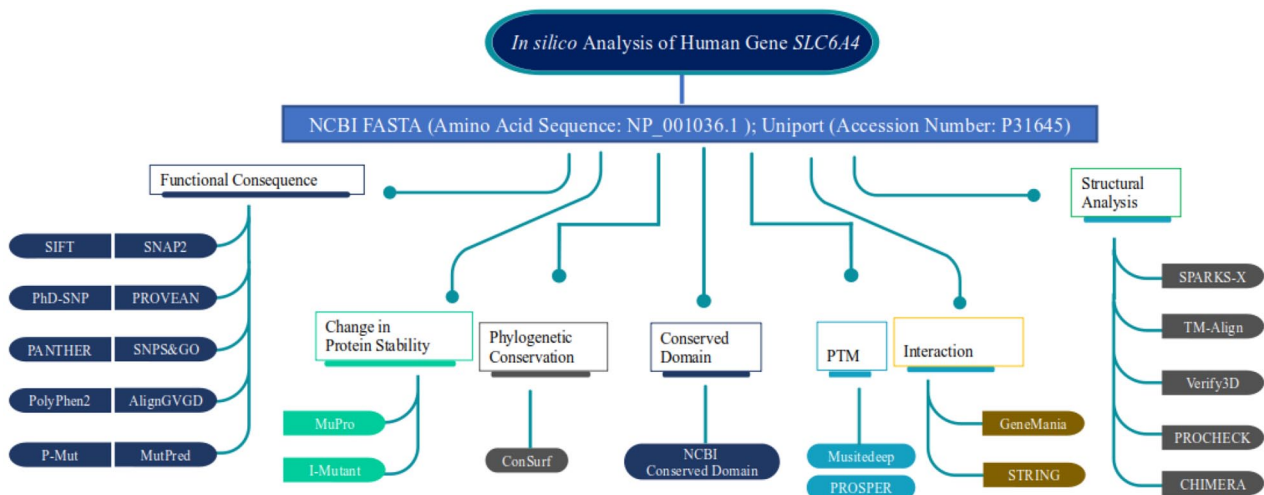 In silico Analysis of Human Gene SLC6A4
NCBI FASTA (Amino Acid Sequence: NP_001036.1 ); Uniport (Accession Number: P31645)
Functional Consequence
SIFT SNAP2
PhD-SNP PROVEAN
PANTHER SNPS&GO
PolyPhen2 AlignGVGD
P-Mut MutPred
Change in
Protein Stability
MuPro
I-Mutant
Phylogenetic
Conservation
ConSurf
Conserved
Domain
NCBI
Conserved Domain
PTM
Musitedeep
PROSPER
Interaction
GeneMania
STRING
Structural
Analysis
SPARKS-X
TM-Align
Verify3D
PROCHECK
CHIMERA